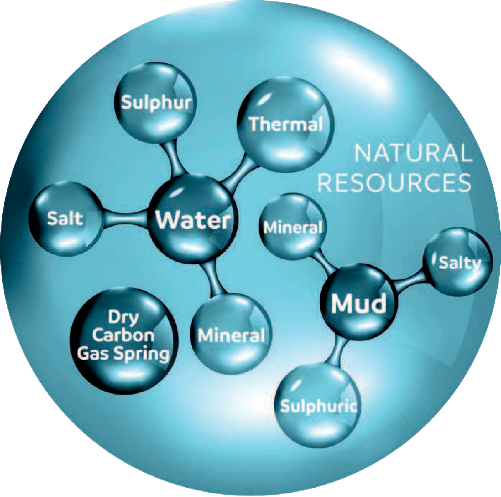 NATURAL
RESOURCES
Sulphur
Thermal
Salt
Water
Mineral
Dry
Carbon
Gas Spring
Mineral
Salty
Mud
Sulphuric